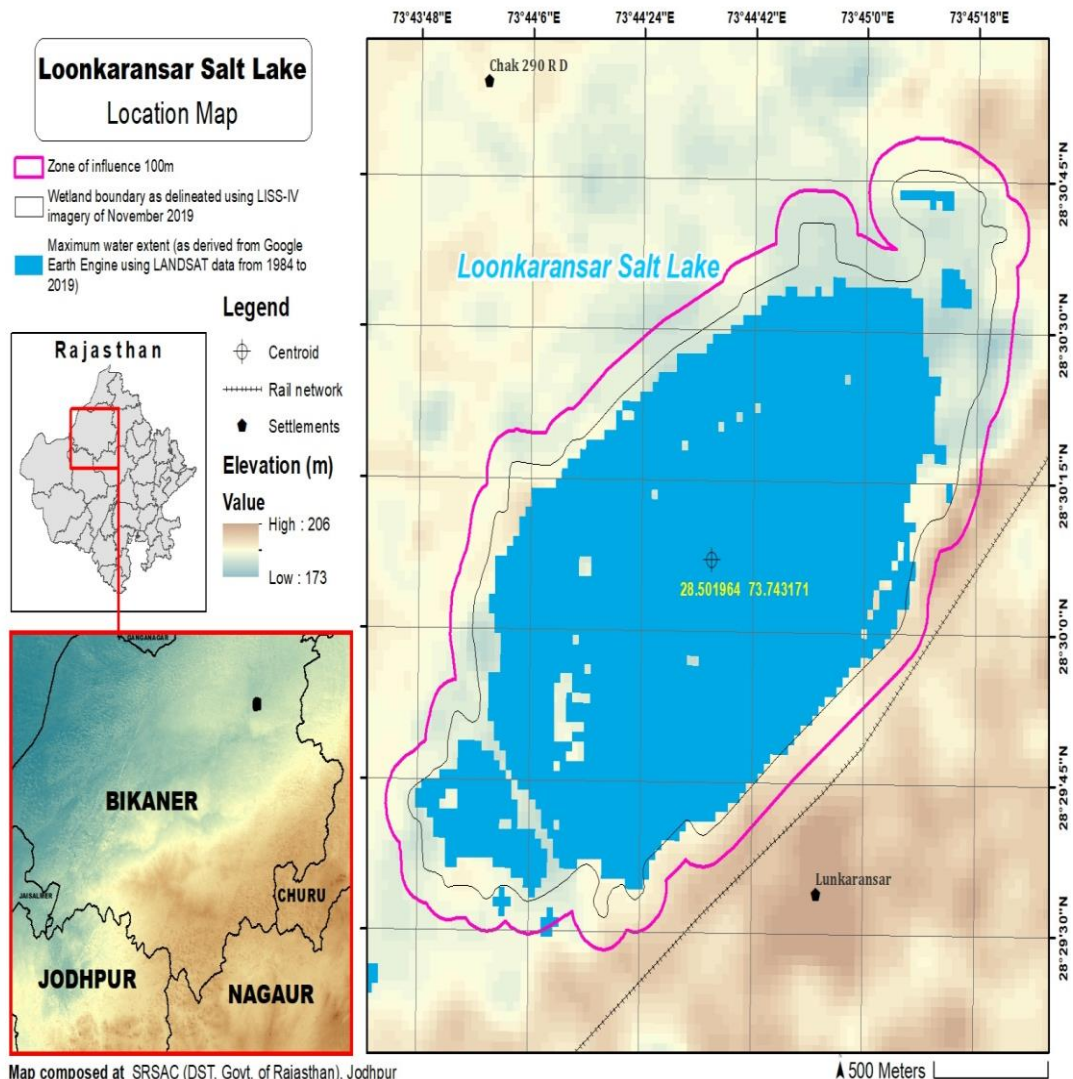 Loonkaransar Salt Lake
Location Map
Zone of influence 100m
Wetland boundary as delineated using LISS-IV
imagery of November 2019
Maximum water extent (as derived from Google
Earth Engine using LANDSAT data from 1984 to
2019)
Legend
Centroid
Rail network
Settlements
Elevation (m)
Value
High : 206
Low : 173
Rajasthan
GANGANAGAR
BIKANER
JAISALMER
CHURU
JODHPUR
NAGAUR
Map composed at SRSAC (DST, Govt. of Rajasthan), Jodhpur
73°43'48"E 73°44'6"E 73°44'24"E 73°44'42"E 73°45'0"E 73°45'18"E
Chak 290 R D
Loonkaransar Salt Lake
28.501964 73.743171
Lunkaransar
28°30'45"N
28°30'30"N
28°30'15"N
28°30'0"N
28°29'45"N
500 Meters